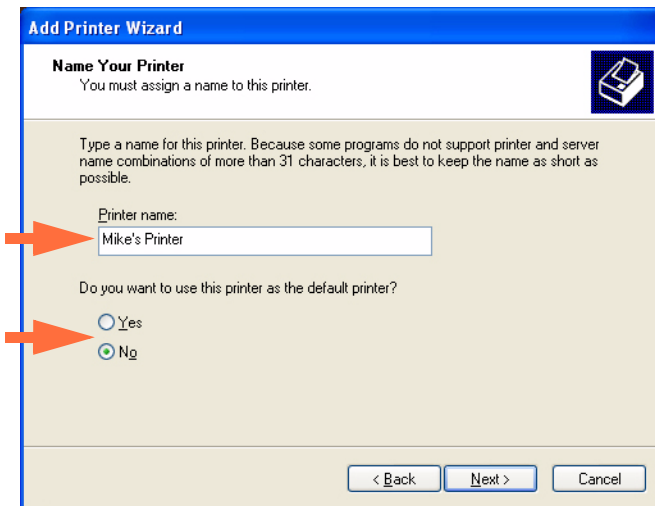 Add Printer Wizard
Name Your Printer
You must assign a name to this printer.
Type a name for this printer. Because some programs do not support printer and server
name combinations of more than 31 characters, it is best to keep the name as short as
possible.
Printer name:
Mike's Printer
Do you want to use this printer as the default printer?
Yes
No
< Back
Next >
Cancel